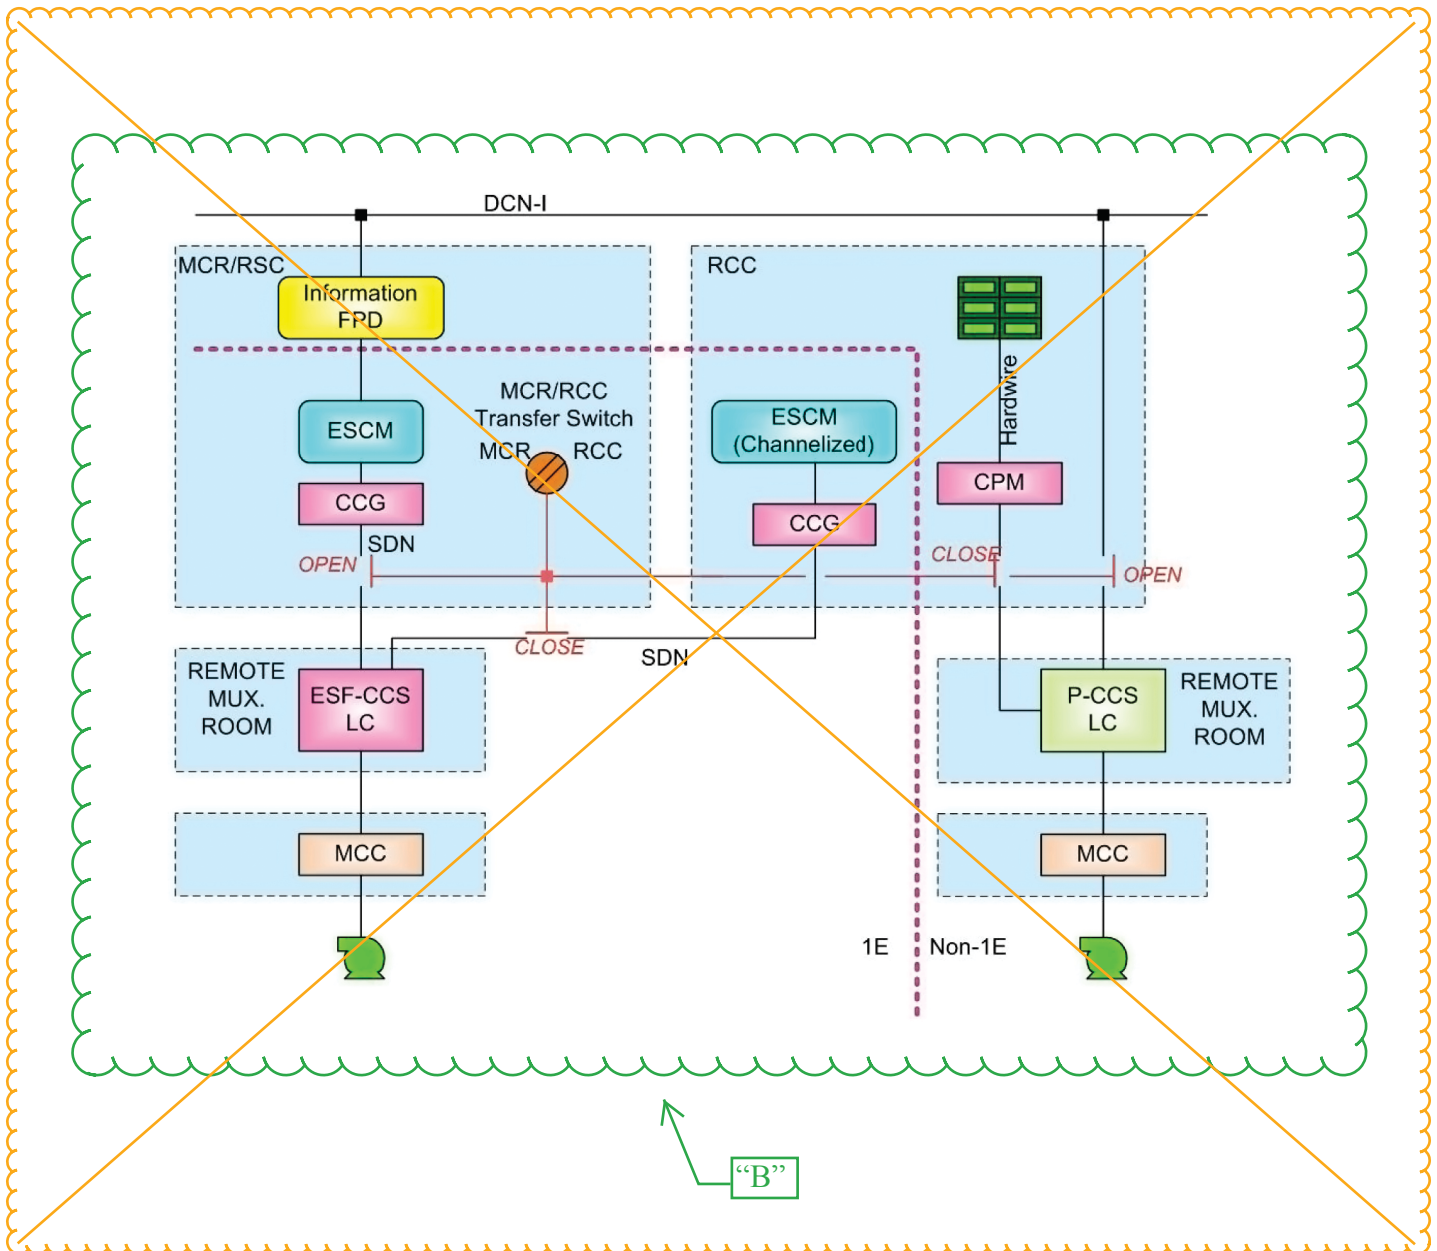 DCN-I
MCR/RSC
Information
FPD
ESCM
CCG
SDN
OPEN
MCR/RCC
Transfer Switch
MCR
RCC
CLOSE
RCC
ESCM
(Channelized)
CCG
Hardwire
CPM
CLOSE
OPEN
SDN
REMOTE
MUX.
ROOM
ESF-CCS
LC
P-CCS
LC
REMOTE
MUX.
ROOM
MCC
MCC
1E
Non-1E
“B”